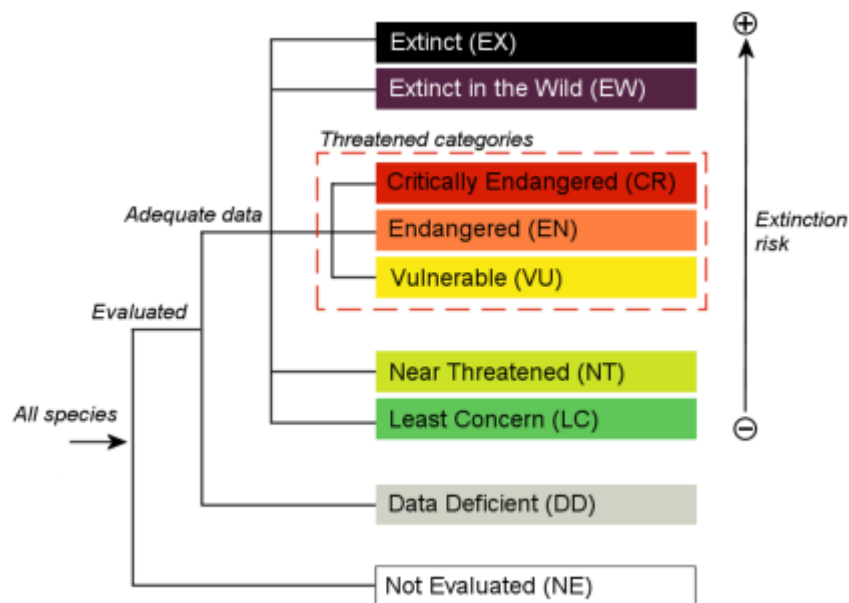 Extinct (EX)
Extinct in the Wild (EW)
Threatened categories
Critically Endangered (CR)
Adequate data
Endangered (EN)
Extinction
risk
Vulnerable (VU)
Evaluated
Near Threatened (NT)
All species
Least Concern (LC)
Data Deficient (DD)
Not Evaluated (NE)